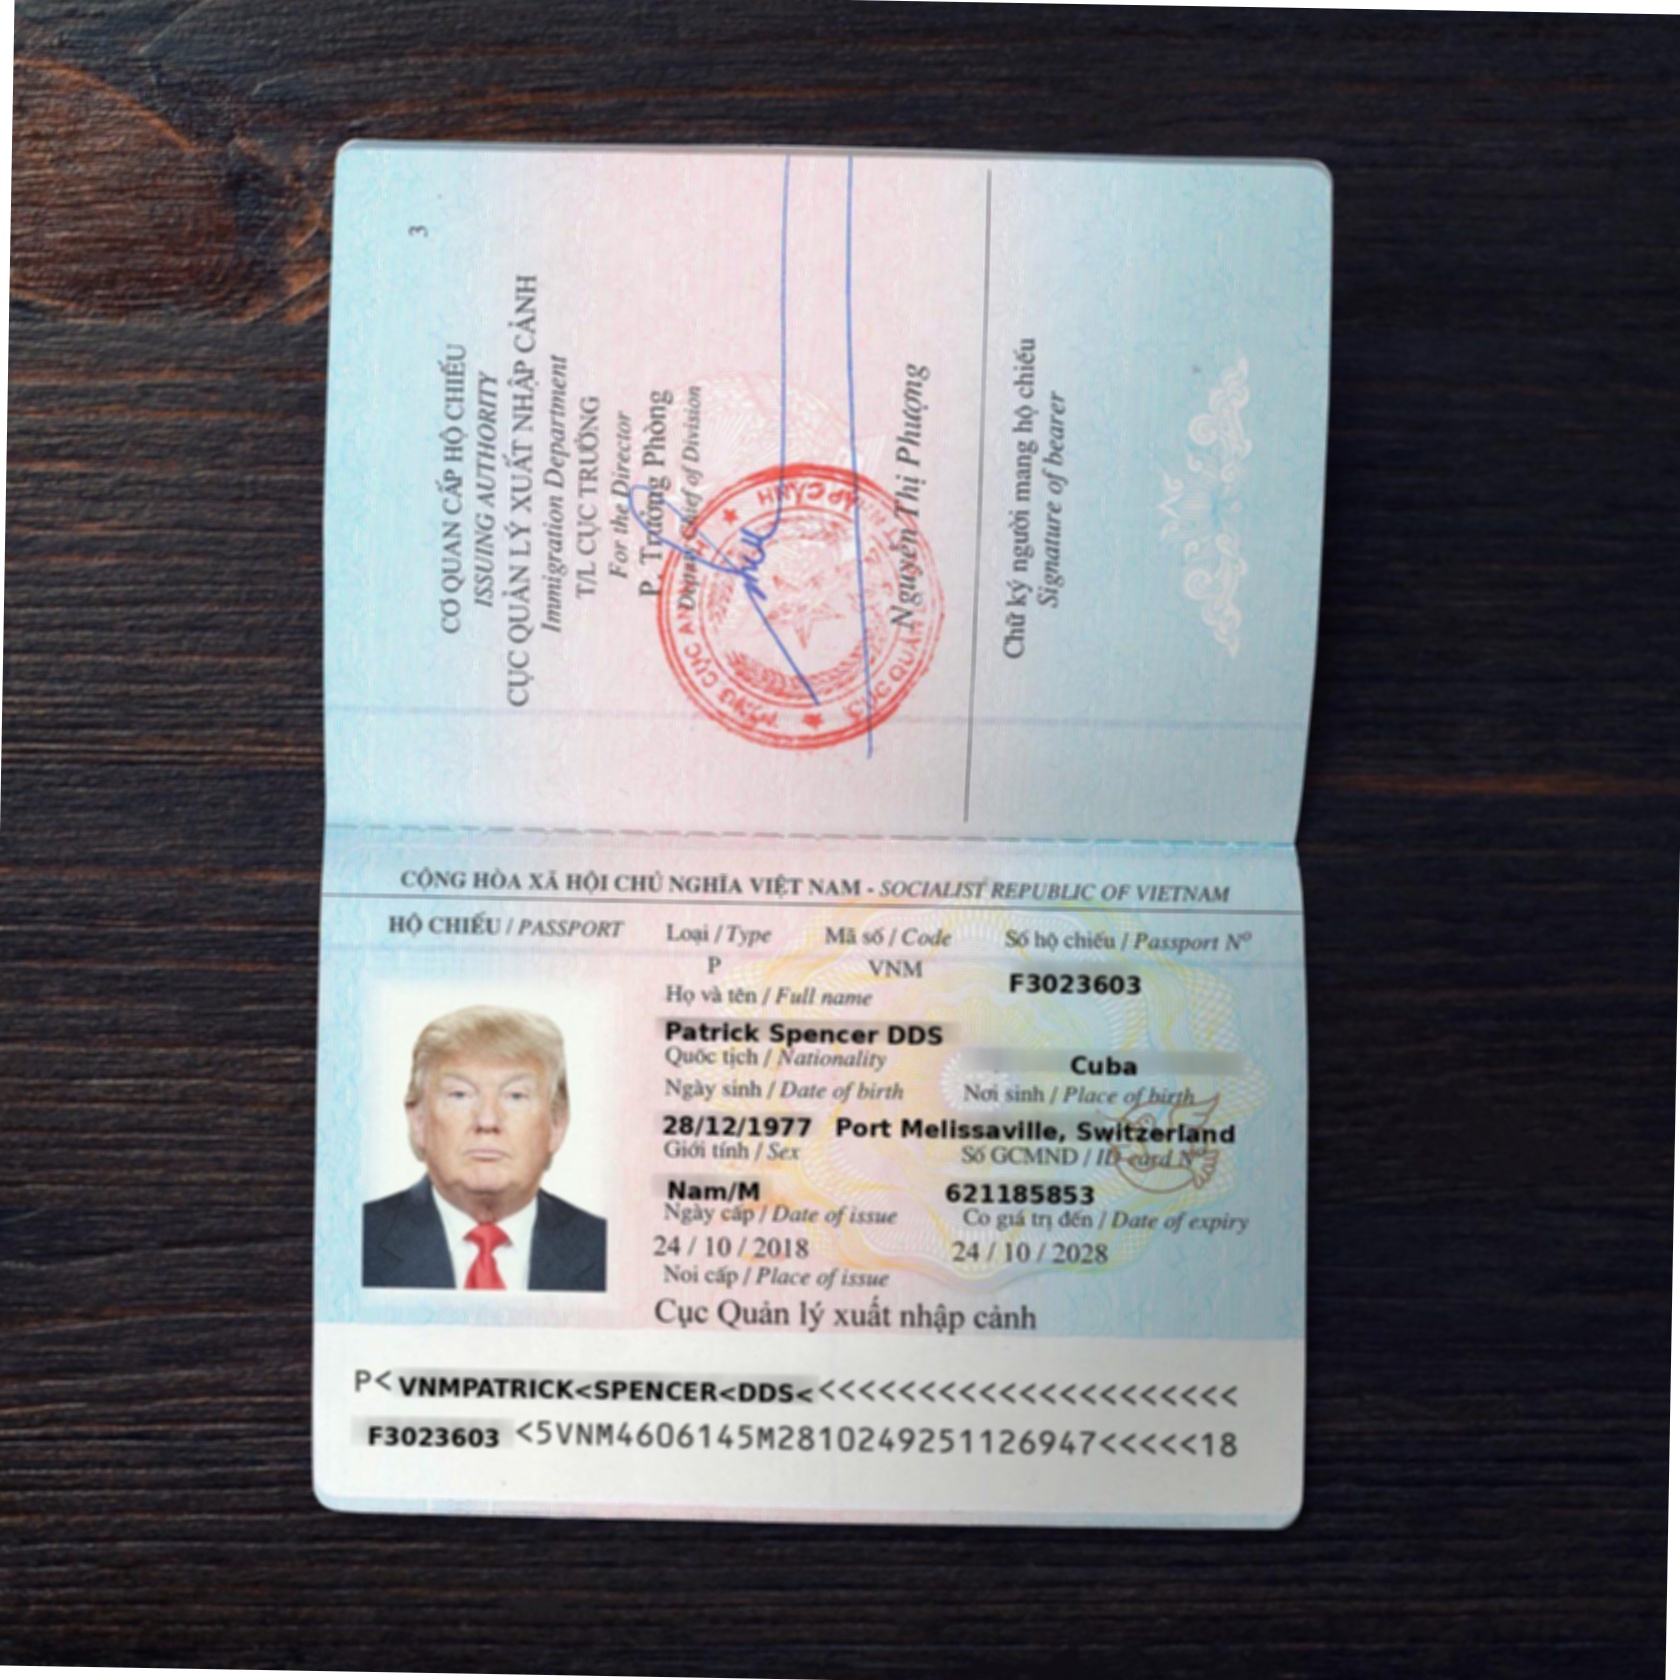 3
CƠ QUAN CẤP HỘ CHIẾU
ISSUING AUTHORITY
CỤC QUẢN LÝ XUẤT NHẬP CẢNH
Immigration Department
T/L CỤC TRƯỞNG
For the Director
P. Trưởng Phòng
Deputy Chief of Division
Nguyễn Thị Phượng
Chữ ký người mang hộ chiếu
Signature of bearer
CỘNG HÒA XÃ HỘI CHỦ NGHĨA VIỆT NAM - SOCIALIST REPUBLIC OF VIETNAM
HỘ CHIẾU / PASSPORT Loại / Type Mã số / Code Số hộ chiếu / Passport Nº
P VNM F3023603
Họ và tên / Full name
Patrick Spencer DDS
Quốc tịch / Nationality Cuba
Ngày sinh / Date of birth Nơi sinh / Place of birth
28/12/1977 Port Melissaville, Switzerland
Giới tính / Sex Số GCMND / ID card Nº
Nam/M 621185853
Ngày cấp / Date of issue Có giá trị đến / Date of expiry
24 / 10 / 2018 24 / 10 / 2028
Nơi cấp / Place of issue
Cục Quản lý xuất nhập cảnh
P<VNMPATRICK<SPENCER<DDS<<<<<<<<<<<<<<<<<<<<<<
F3023603<5VNM4606145M2810249251126947<<<<<18